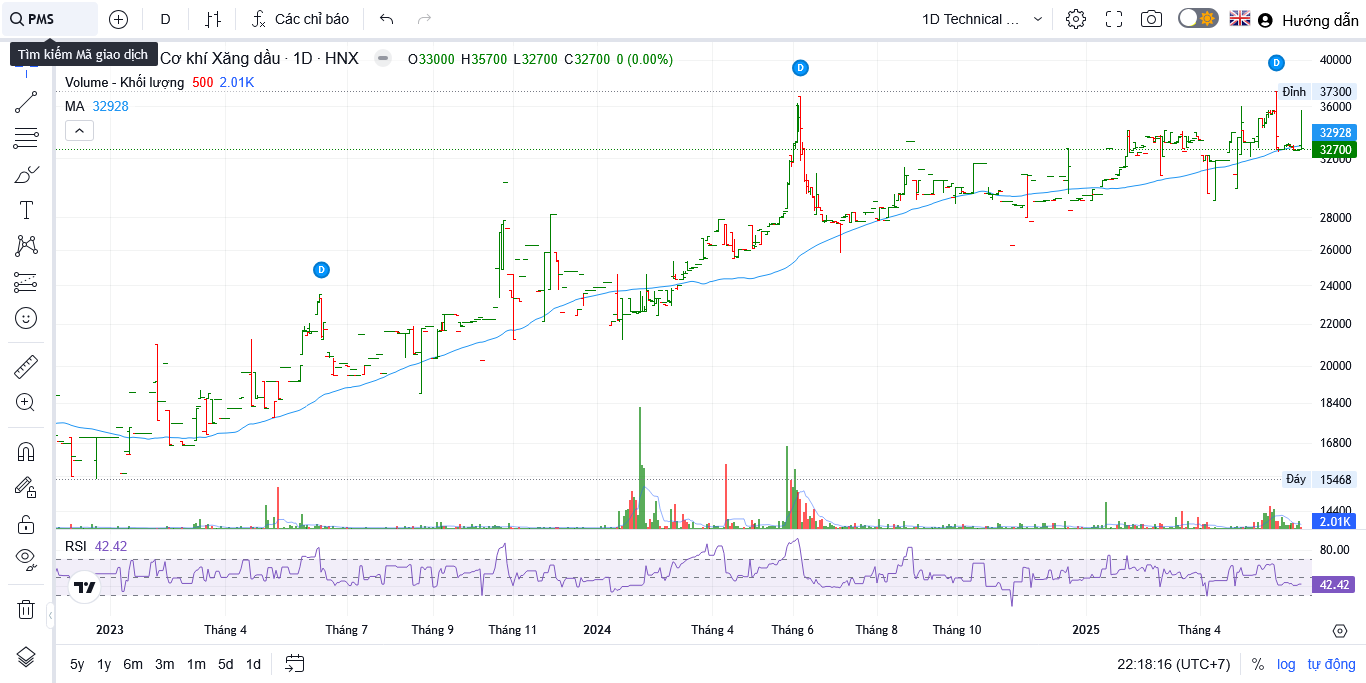 PMS
D
Các chỉ báo
1D Technical ...
Hướng dẫn
Tìm kiếm Mã giao dịch
Cơ khí Xăng dầu · 1D · HNX
O33000 H35700 L32700 C32700 0 (0.00%)
Volume - Khối lượng 500 2.01K
MA 32928
D
D
D
40000
Đỉnh 37300
36000
32928
32700
32000
28000
26000
24000
22000
20000
18400
16800
Đáy 15468
14400
2.01K
RSI 42.42
80.00
42.42
2023 Tháng 4 Tháng 7 Tháng 9 Tháng 11 2024 Tháng 4 Tháng 6 Tháng 8 Tháng 10 2025 Tháng 4
5y 1y 6m 3m 1m 5d 1d
22:18:16 (UTC+7) % log tự động